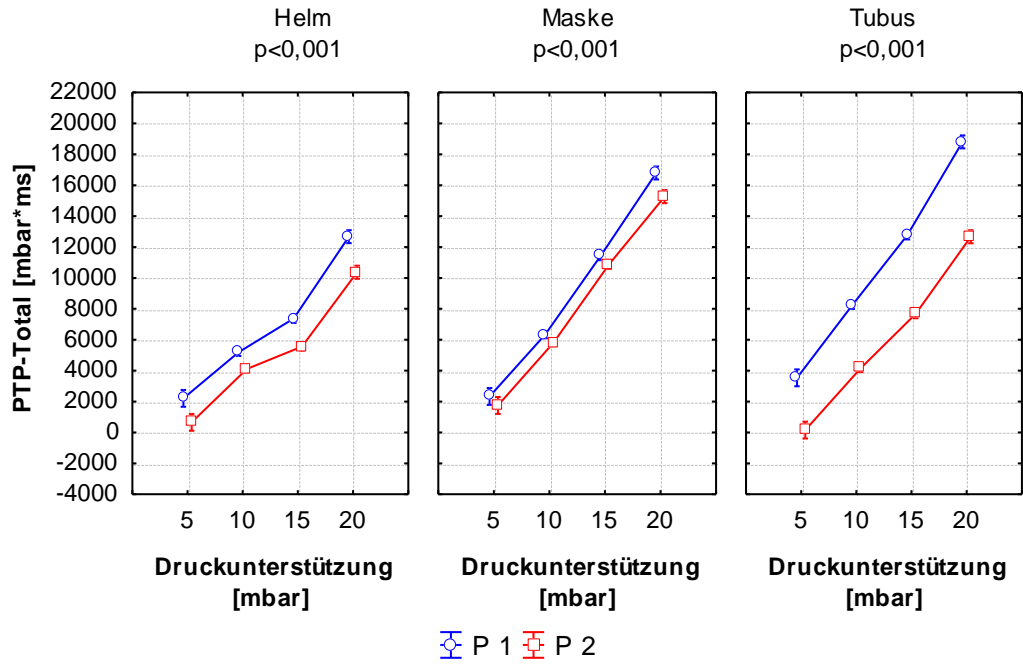 Helm
p<0,001
Maske
p<0,001
Tubus
p<0,001
PTP-Total [mbar*ms]
22000
20000
18000
16000
14000
12000
10000
8000
6000
4000
2000
0
-2000
-4000
5 10 15 20
5 10 15 20
5 10 15 20
Druckunterstützung
[mbar]
Druckunterstützung
[mbar]
Druckunterstützung
[mbar]
P 1 P 2